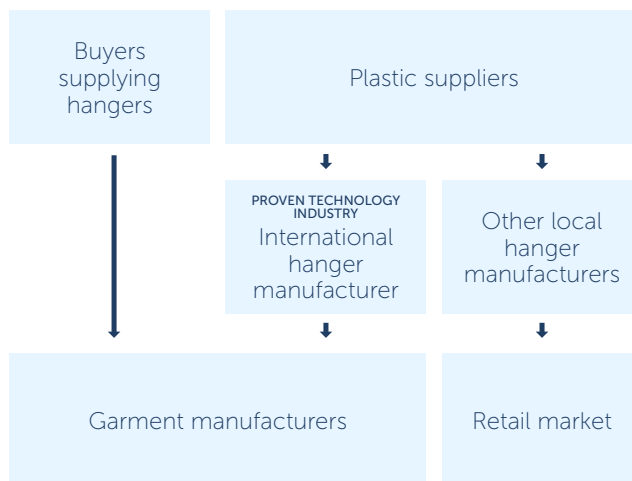 Buyers
supplying
hangers
Plastic suppliers
PROVEN TECHNOLOGY
INDUSTRY
International
hanger
manufacturer
Other local
hanger
manufacturers
Garment manufacturers
Retail market